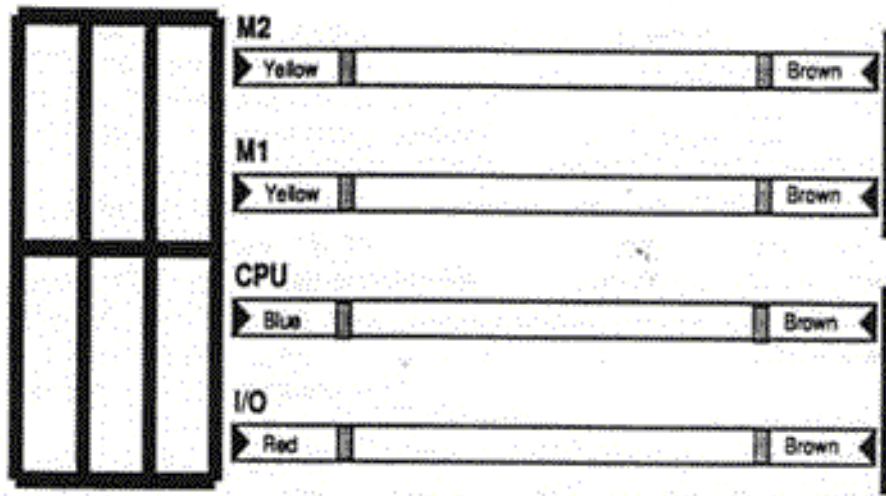 M2
Yellow Brown
M1
Yellow Brown
CPU
Blue Brown
I/O
Red Brown